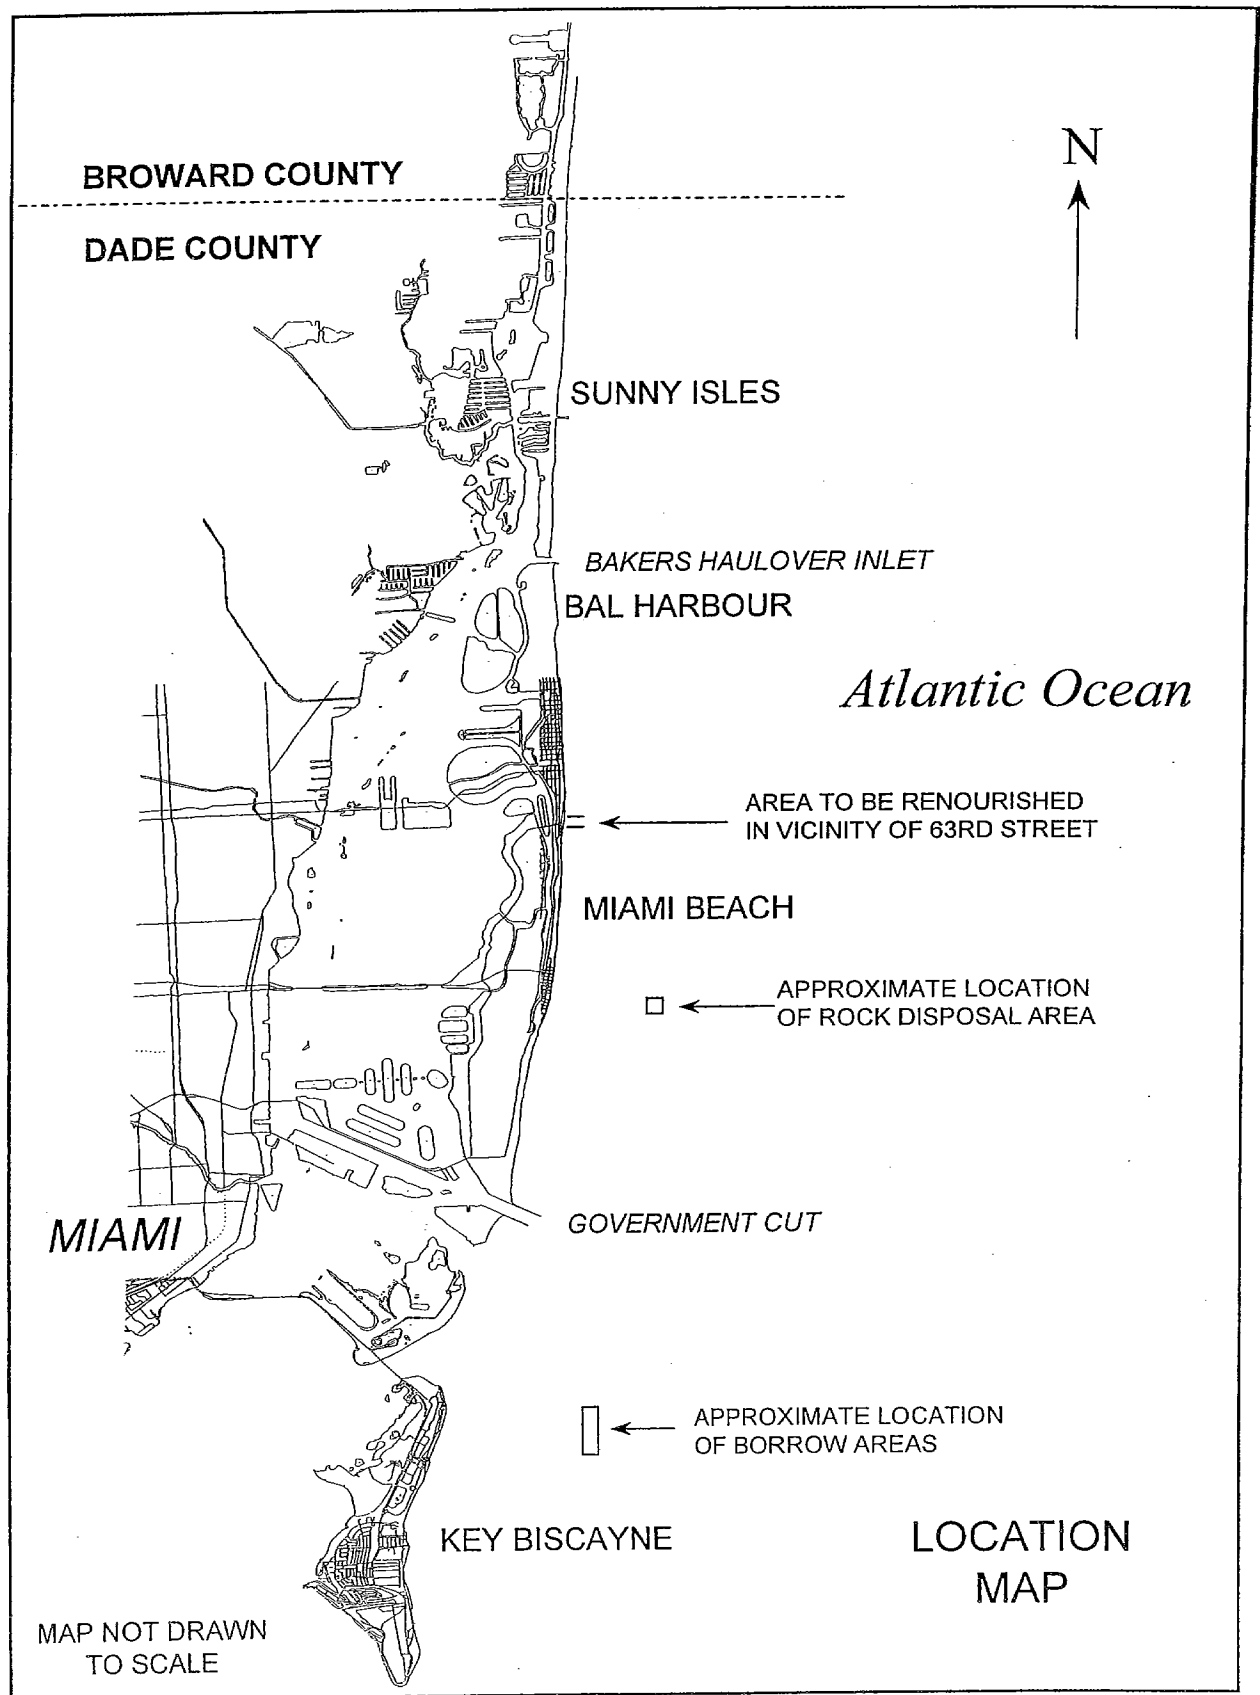 N
BROWARD COUNTY
DADE COUNTY
SUNNY ISLES
BAKERS HAULOVER INLET
BAL HARBOUR
Atlantic Ocean
AREA TO BE RENOURISHED
IN VICINITY OF 63RD STREET
MIAMI BEACH
APPROXIMATE LOCATION
OF ROCK DISPOSAL AREA
MIAMI
GOVERNMENT CUT
APPROXIMATE LOCATION
OF BORROW AREAS
KEY BISCAYNE
LOCATION
MAP
MAP NOT DRAWN
TO SCALE